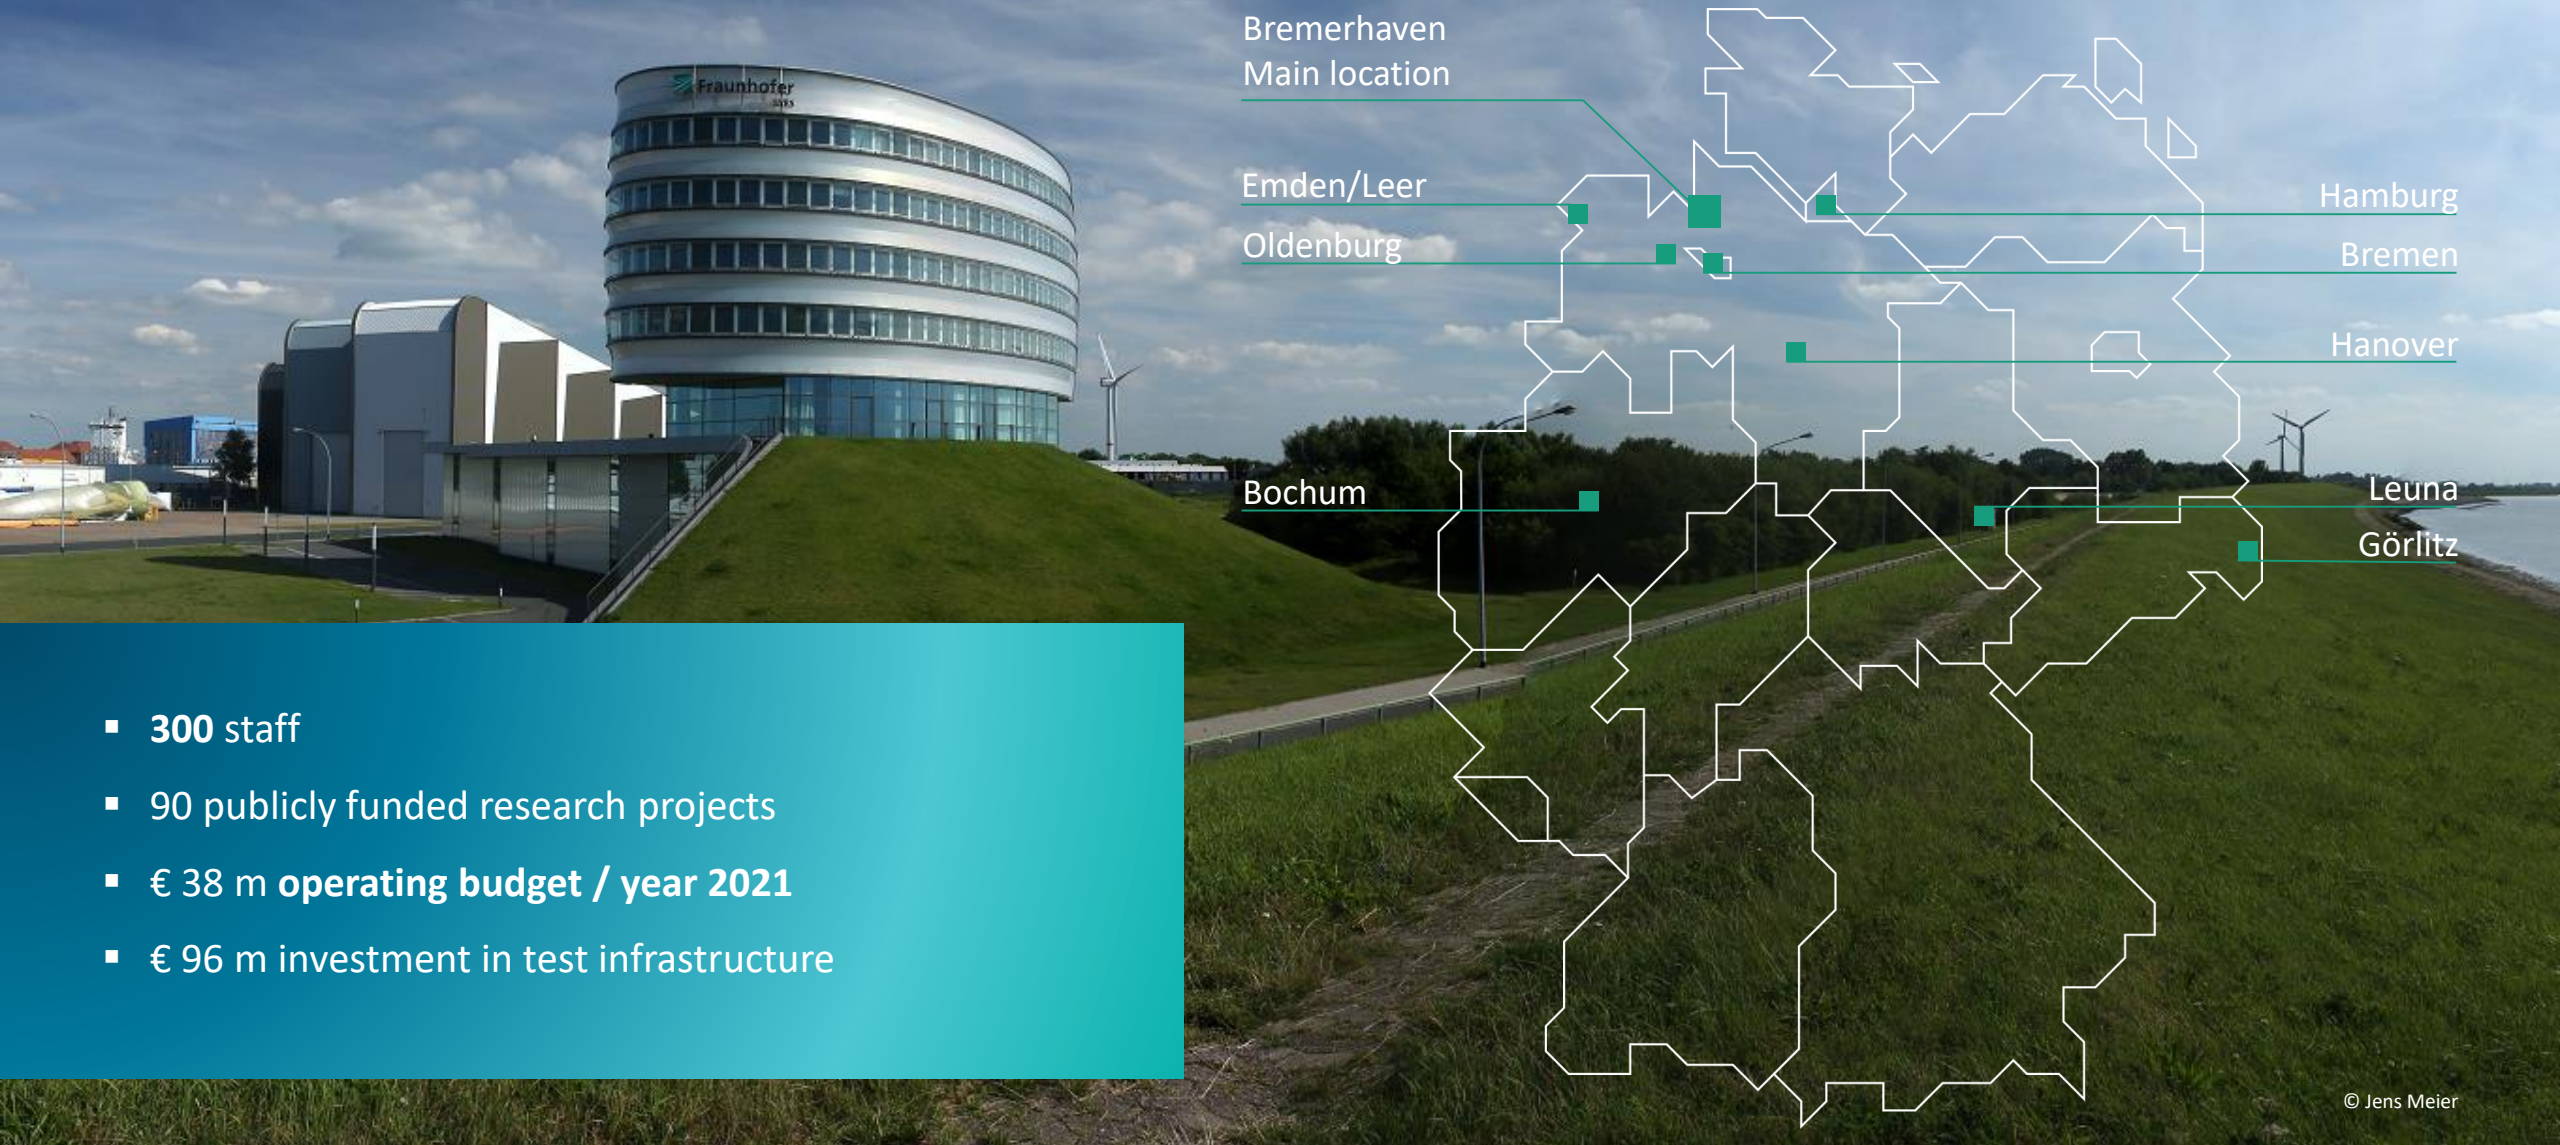 Fraunhofer
IWES
Bremerhaven
Main location
Emden/Leer
Oldenburg
Bochum
Hamburg
Bremen
Hanover
Leuna
Görlitz
▪ 300 staff
▪ 90 publicly funded research projects
▪ € 38 m operating budget / year 2021
▪ € 96 m investment in test infrastructure
© Jens Meier